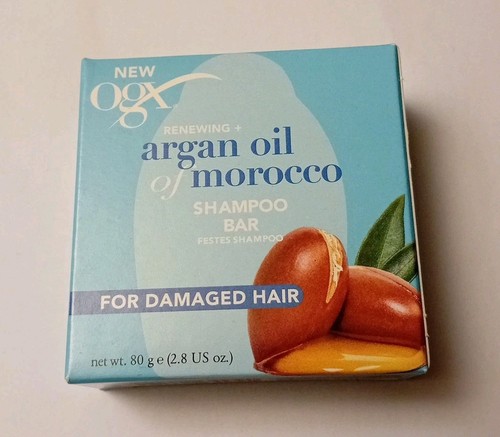 NEW
ogx
RENEWING +
argan oil
of morocco
SHAMPOO
BAR
FESTES SHAMPOO
FOR DAMAGED HAIR
net wt. 80 g e (2.8 US oz.)